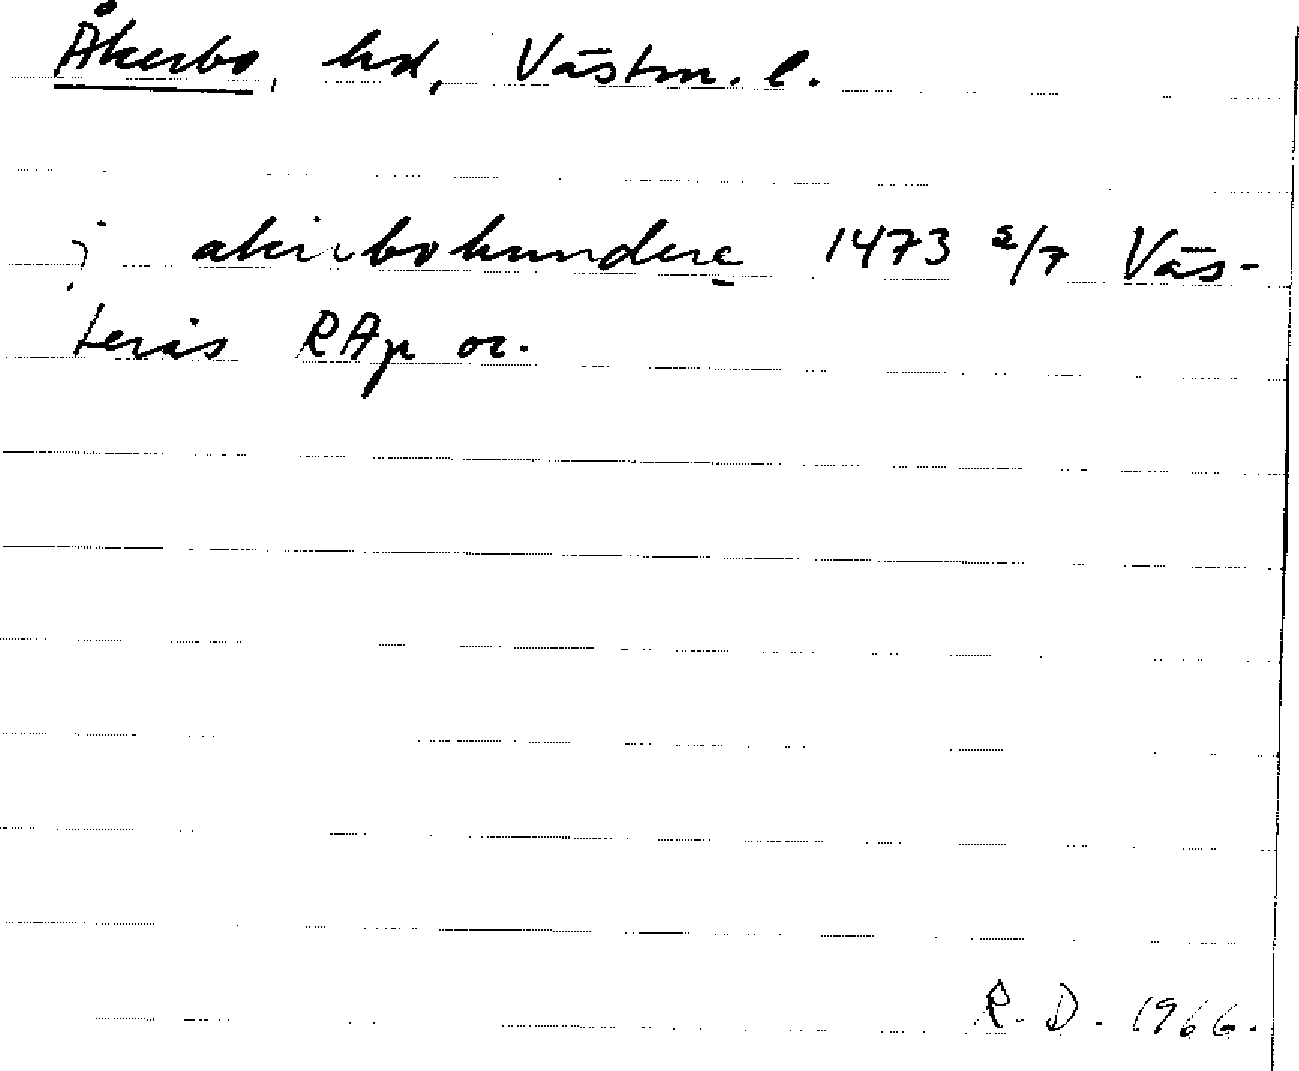 Åkerbo, hd, Västm. l.
j akirbohundere 1473 2/7 Väs-
terås RAp or.
R. D. 1966.